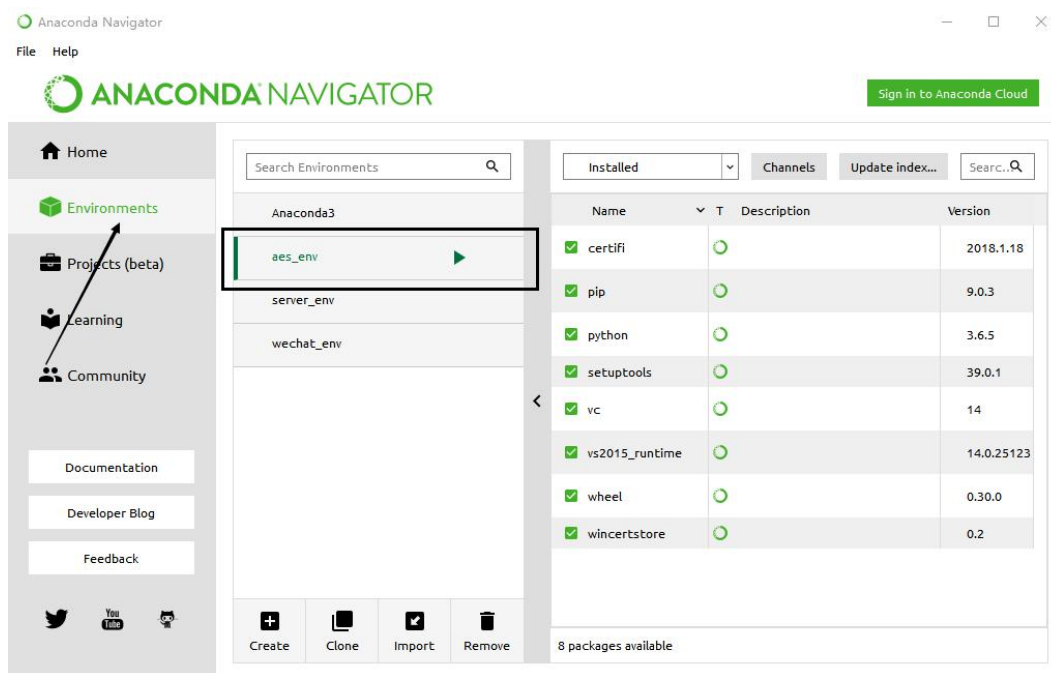 Anaconda Navigator
File Help
ANACONDA NAVIGATOR
Sign in to Anaconda Cloud
Home
Environments
Projects (beta)
Learning
Community
Documentation
Developer Blog
Feedback
You Tube
Search Environments
Anaconda3
aes_env
server_env
wechat_env
Create Clone Import Remove
Installed Channels Update index... Searc..
Name T Description Version
certifi 2018.1.18
pip 9.0.3
python 3.6.5
setuptools 39.0.1
vc 14
vs2015_runtime 14.0.25123
wheel 0.30.0
wincertstore 0.2
8 packages available